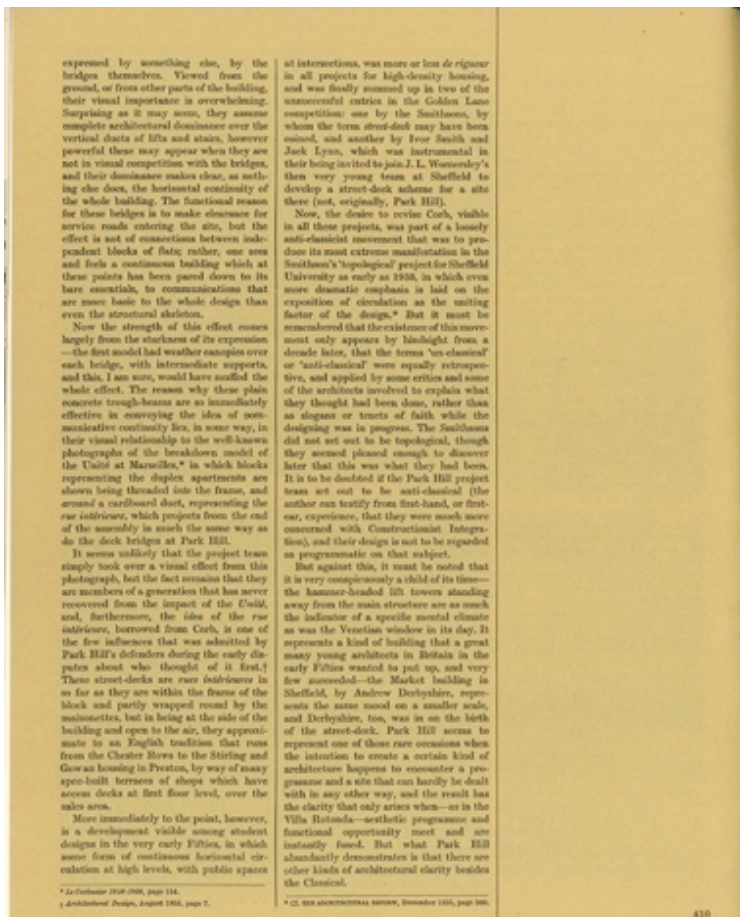 expressed by something else, by the
bridges themselves. Viewed from the
ground, or from other parts of the building,
their visual importance is overwhelming.
Surprising as it may seem, they assume
complete architectural dominance over the
vertical ducts of lifts and stairs, however
powerful these may appear when they are
not in visual competition with the bridges,
and their dominance makes clear, as noth-
ing else does, the horizontal continuity of
the whole building. The functional reason
for these bridges is to make clearance for
service roads entering the site, but the
effect is not of connections between inde-
pendent blocks of flats; rather, one sees
and feels a continuous building which at
these points has been pared down to its
bare essentials, to communications that
are more basic to the whole design than
even the structural skeleton.
Now the strength of this effect comes
largely from the starkness of its expression
—the first model had weather canopies over
each bridge, with intermediate supports,
and this, I am sure, would have muffled the
whole effect. The reason why these plain
concrete trough-beams are so immediately
effective in conveying the idea of com-
municative continuity lies, in some way, in
their visual relationship to the well-known
photographs of the breakdown model of
the Unité at Marseilles,* in which blocks
representing the duplex apartments are
shown being threaded into the frame, and
around a cardboard duct, representing the
rue intérieure, which projects from the end
of the assembly in much the same way as
do the deck bridges at Park Hill.
It seems unlikely that the project team
simply took over a visual effect from this
photograph, but the fact remains that they
are members of a generation that has never
recovered from the impact of the Unité,
and, furthermore, the idea of the rue
intérieure, borrowed from Corb, is one of
the few influences that was admitted by
Park Hill's defenders during the early dis-
putes about who thought of it first.†
These street-decks are rues intérieures in
so far as they are within the frame of the
block and partly wrapped round by the
maisonettes, but in being at the side of the
building and open to the air, they approxi-
mate to an English tradition that runs
from the Chester Rows to the Stirling and
Gowan housing in Preston, by way of many
spec-built terraces of shops which have
access decks at first floor level, over the
sales area.
More immediately to the point, however,
is a development visible among student
designs in the very early Fifties, in which
some form of continuous horizontal cir-
culation at high levels, with public spaces
* Le Corbusier 1910-1960, page 154.
† Architectural Design, August 1955, page 7.
at intersections, was more or less de rigueur
in all projects for high-density housing,
and was finally summed up in two of the
unsuccessful entries in the Golden Lane
competition: one by the Smithsons, by
whom the term street-deck may have been
coined, and another by Ivor Smith and
Jack Lynn, which was instrumental in
their being invited to join J. L. Womersley's
then very young team at Sheffield to
develop a street-deck scheme for a site
there (not, originally, Park Hill).
Now, the desire to revise Corb, visible
in all these projects, was part of a loosely
anti-classicist movement that was to pro-
duce its most extreme manifestation in the
Smithson's 'topological' project for Sheffield
University as early as 1953, in which even
more dramatic emphasis is laid on the
exposition of circulation as the uniting
factor of the design.* But it must be
remembered that the existence of this move-
ment only appears by hindsight from a
decade later, that the terms 'un-classical'
or 'anti-classical' were equally retrospec-
tive, and applied by some critics and some
of the architects involved to explain what
they thought had been done, rather than
as slogans or tenets of faith while the
designing was in progress. The Smithsons
did not set out to be topological, though
they seemed pleased enough to discover
later that this was what they had been.
It is to be doubted if the Park Hill project
team set out to be anti-classical (the
author can testify from first-hand, or first-
ear, experience, that they were much more
concerned with Constructionist Integra-
tion), and their design is not to be regarded
as programmatic on that subject.
But against this, it must be noted that
it is very conspicuously a child of its time—
the hammer-headed lift towers standing
away from the main structure are as much
the indicator of a specific mental climate
as was the Venetian window in its day. It
represents a kind of building that a great
many young architects in Britain in the
early Fifties wanted to put up, and very
few succeeded—the Market building in
Sheffield, by Andrew Derbyshire, repre-
sents the same mood on a smaller scale,
and Derbyshire, too, was in on the birth
of the street-deck. Park Hill seems to
represent one of those rare occasions when
the intention to create a certain kind of
architecture happens to encounter a pro-
gramme and a site that can hardly be dealt
with in any other way, and the result has
the clarity that only arises when—as in the
Villa Rotonda—aesthetic programme and
functional opportunity meet and are
instantly fused. But what Park Hill
abundantly demonstrates is that there are
other kinds of architectural clarity besides
the Classical.
* Cf. THE ARCHITECTURAL REVIEW, December 1955, page
410